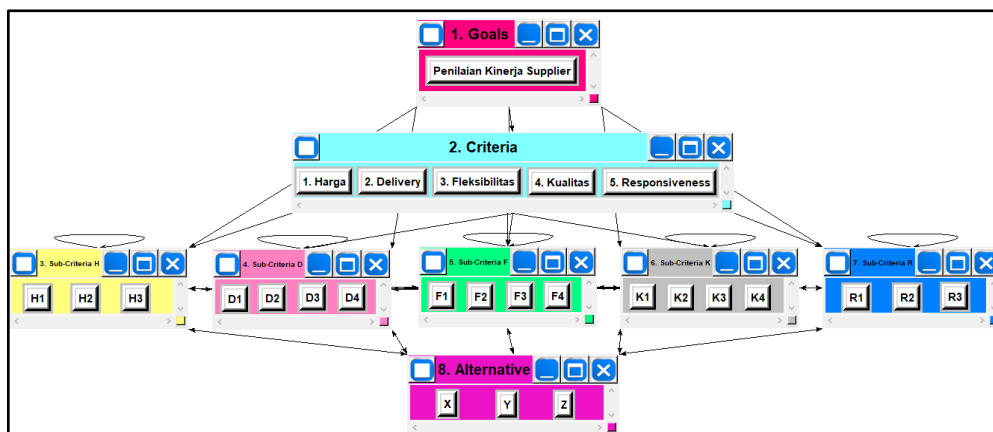 1. Goals
Penilaian Kinerja Supplier
2. Criteria
1. Harga 2. Delivery 3. Fleksibilitas 4. Kualitas 5. Responsiveness
3. Sub-Criteria H 4. Sub-Criteria D 5. Sub-Criteria F 6. Sub-Criteria K 7. Sub-Criteria R
H1 H2 H3 D1 D2 D3 D4 F1 F2 F3 F4 K1 K2 K3 K4 R1 R2 R3
8. Alternative
X Y Z